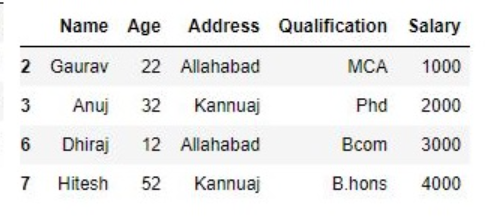 Name Age Address Qualification Salary
2 Gaurav 22 Allahabad MCA 1000
3 Anuj 32 Kannuaj Phd 2000
6 Dhiraj 12 Allahabad Bcom 3000
7 Hitesh 52 Kannuaj B.hons 4000